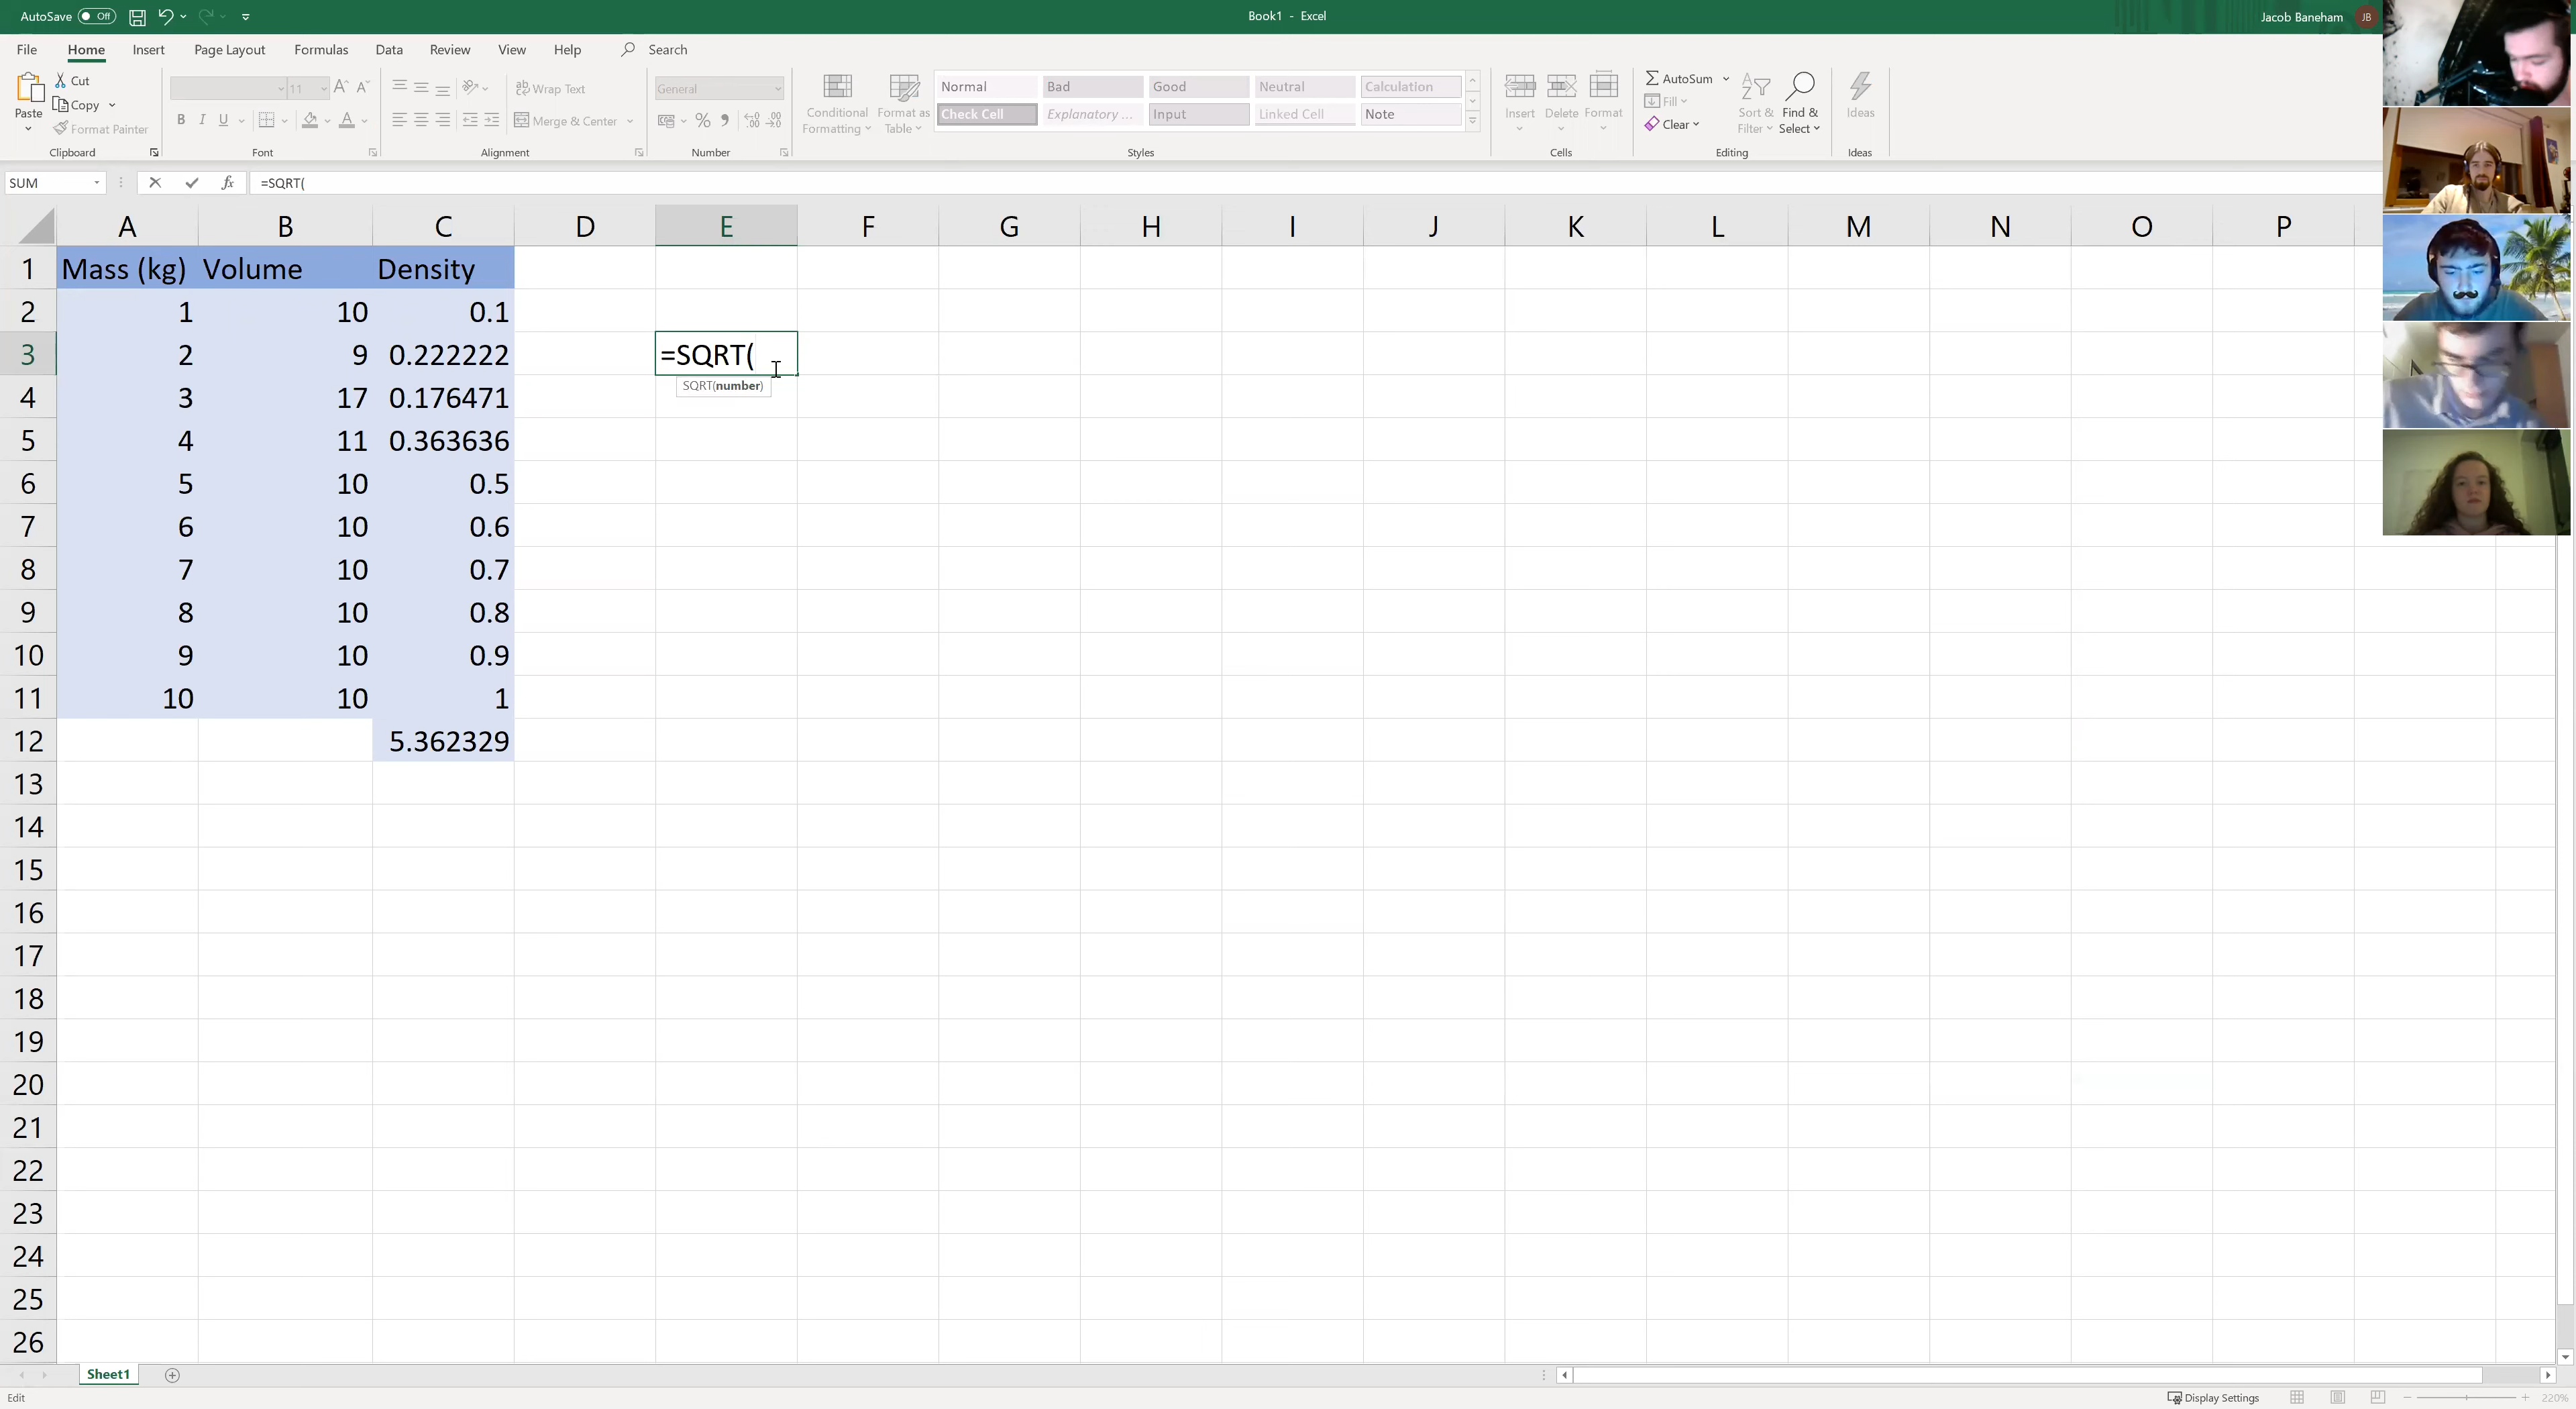 AutoSave Off Book1 - Excel Jacob Baneham JB
File Home Insert Page Layout Formulas Data Review View Help Search
Paste Cut Copy Format Painter Clipboard
11 B I U Font
Wrap Text Merge & Center Alignment
General % Number
Conditional Formatting Format as Table
Normal Bad Good Neutral Calculation
Check Cell Explanatory ... Input Linked Cell Note
Styles
Insert Delete Format Cells
AutoSum Fill Clear Sort & Filter Find & Select Editing
Ideas Ideas
SUM fx =SQRT(
A B C D E F G H I J K L M N O P
1 Mass (kg) Volume Density
2 1 10 0.1
3 2 9 0.222222 =SQRT(
SQRT(number)
4 3 17 0.176471
5 4 11 0.363636
6 5 10 0.5
7 6 10 0.6
8 7 10 0.7
9 8 10 0.8
10 9 10 0.9
11 10 10 1
12 5.362329
13
14
15
16
17
18
19
20
21
22
23
24
25
26
Sheet1
Edit Display Settings 220%